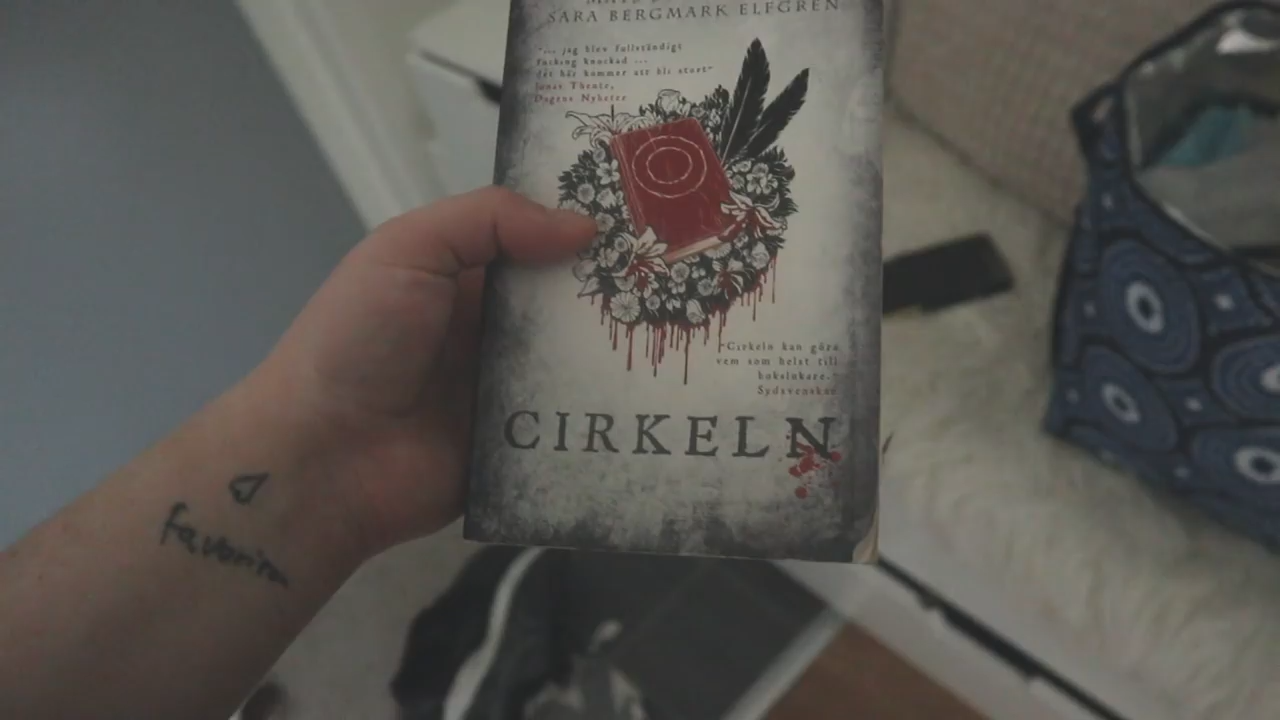 SARA BERGMARK ELFGREN
"... jag blev fullständigt
fucking knockad ...
det här kommer att bli stort"
Jonas Thente,
Dagens Nyheter
"Cirkeln kan göra
vem som helst till
bokslukare."
Sydsvenskan
CIRKELN